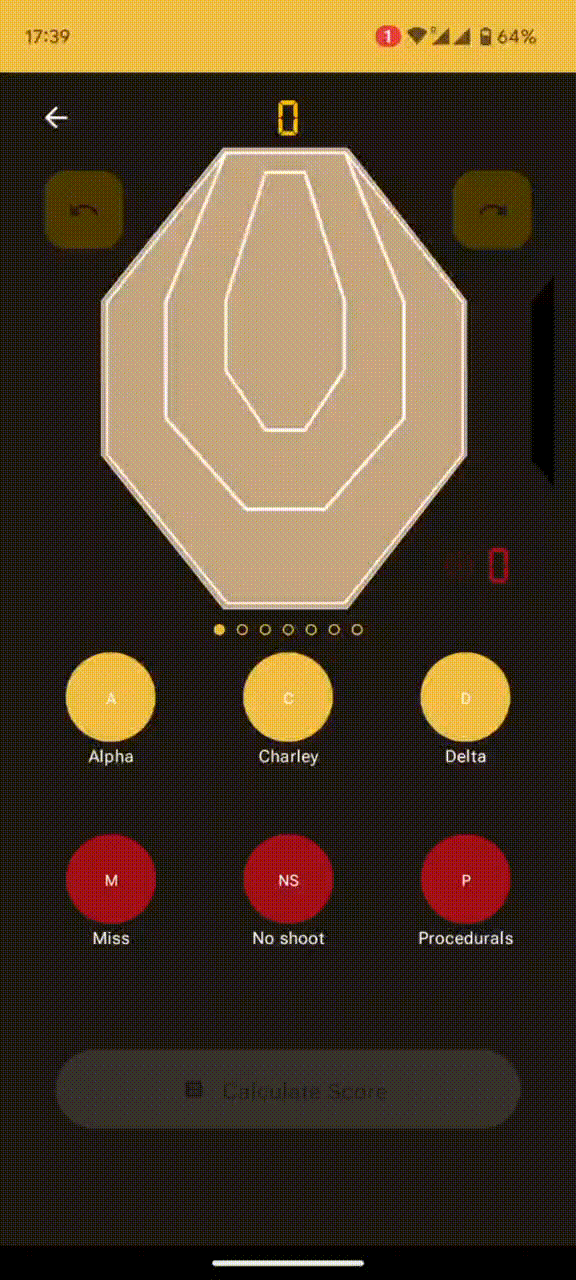 17:39 1 R 64%
0
0
A C D
Alpha Charley Delta
M NS P
Miss No shoot Procedurals
Calculate Score